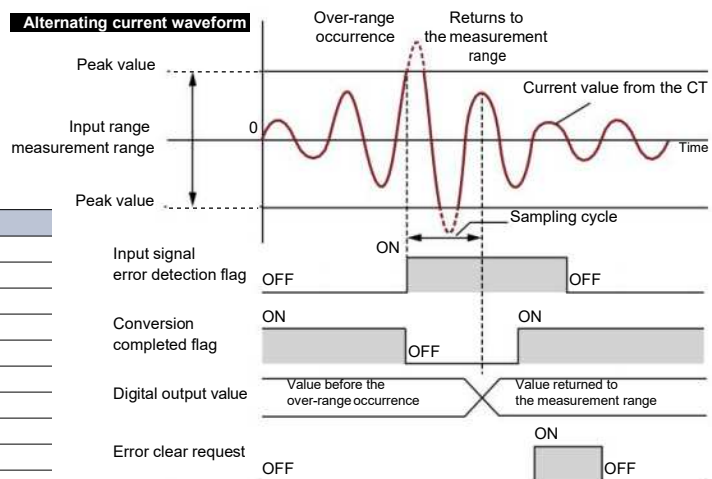 Alternating current waveform
Over-range
occurrence
Returns to
the measurement
range
Peak value
Current value from the CT
Input range
measurement range
0
Time
Peak value
Sampling cycle
Input signal
error detection flag
OFF
ON
OFF
Conversion
completed flag
ON
OFF
ON
Digital output value
Value before the
over-range occurrence
Value returned to
the measurement range
Error clear request
OFF
ON
OFF